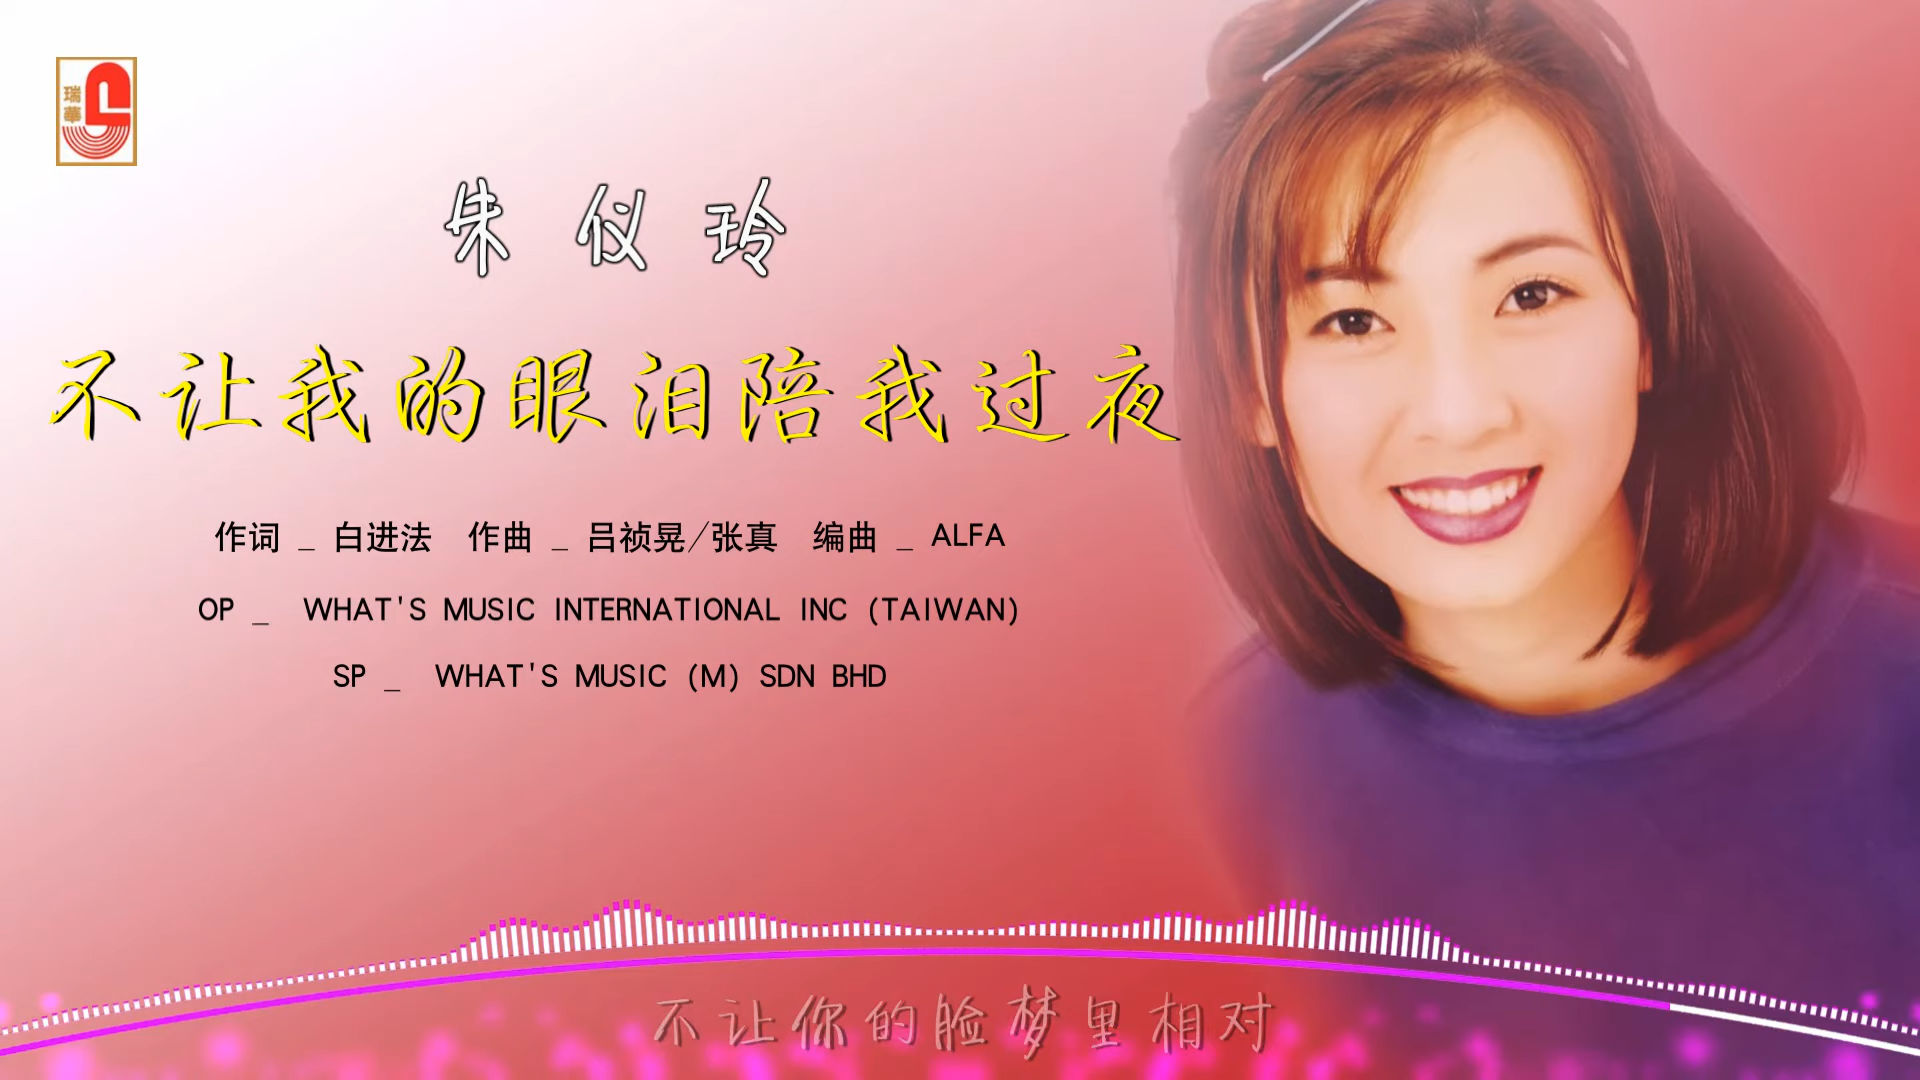 瑞華
朱仪玲
不让我的眼泪陪我过夜
作词 _ 白进法 作曲 _ 吕祯晃/张真 编曲 _ ALFA
OP _ WHAT'S MUSIC INTERNATIONAL INC (TAIWAN)
SP _ WHAT'S MUSIC (M) SDN BHD
不让你的脸梦里相对